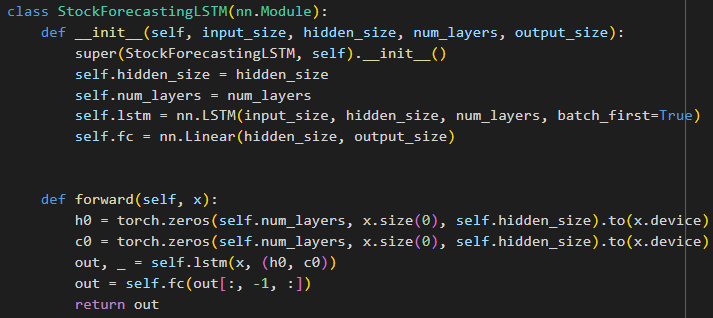 class StockForecastingLSTM(nn.Module):
    def __init__(self, input_size, hidden_size, num_layers, output_size):
        super(StockForecastingLSTM, self).__init__()
        self.hidden_size = hidden_size
        self.num_layers = num_layers
        self.lstm = nn.LSTM(input_size, hidden_size, num_layers, batch_first=True)
        self.fc = nn.Linear(hidden_size, output_size)
    def forward(self, x):
        h0 = torch.zeros(self.num_layers, x.size(0), self.hidden_size).to(x.device)
        c0 = torch.zeros(self.num_layers, x.size(0), self.hidden_size).to(x.device)
        out, _ = self.lstm(x, (h0, c0))
        out = self.fc(out[:, -1, :])
        return out